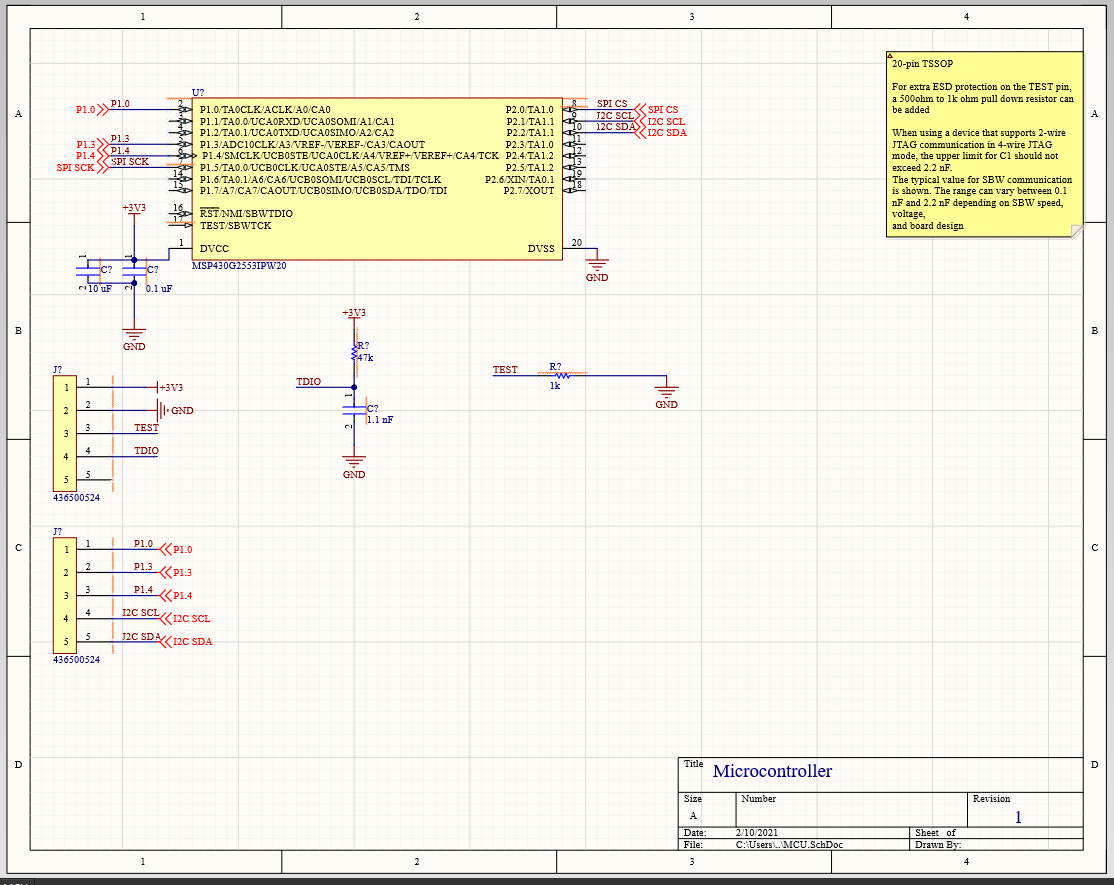 1 2 3 4
A
A
20-pin TSSOP
For extra ESD protection on the TEST pin,
a 500ohm to 1k ohm pull down resistor can
be added
When using a device that supports 2-wire
JTAG communication in 4-wire JTAG
mode, the upper limit for C1 should not
exceed 2.2 nF.
The typical value for SBW communication
is shown. The range can vary between 0.1
nF and 2.2 nF depending on SBW speed,
voltage,
and board design
U?
P1.0 P1.0 2 P1.0/TA0CLK/ACLK/A0/CA0 P2.0/TA1.0 8 SPI CS SPI CS
3 P1.1/TA0.0/UCA0RXD/UCA0SOMI/A1/CA1 P2.1/TA1.1 9 I2C SCL I2C SCL
4 P1.2/TA0.1/UCA0TXD/UCA0SIMO/A2/CA2 P2.2/TA1.1 10 I2C SDA I2C SDA
P1.3 P1.3 5 P1.3/ADC10CLK/A3/VREF-/VEREF-/CA3/CAOUT P2.3/TA1.0 11
P1.4 P1.4 6 P1.4/SMCLK/UCB0STE/UCA0CLK/A4/VREF+/VEREF+/CA4/TCK P2.4/TA1.2 12
SPI SCK SPI SCK P1.5/TA0.0/UCB0CLK/UCA0STE/A5/CA5/TMS P2.5/TA1.2 13
14 P1.6/TA0.1/A6/CA6/UCB0SOMI/UCB0SCL/TDI/TCLK P2.6/XIN/TA0.1 19
15 P1.7/A7/CA7/CAOUT/UCB0SIMO/UCB0SDA/TDO/TDI P2.7/XOUT 18
16 RST/NMI/SBWTDIO
17 TEST/SBWTCK
1 DVCC DVSS 20
MSP430G2553IPW20
GND
+3V3
1 1
C? C?
2 10 uF 2 0.1 uF
GND
B
B
+3V3
R?
47k
TDIO
1
C?
1.1 nF
2
GND
TEST R?
1k
GND
J?
1 1 +3V3
2 2 GND
3 3 TEST
4 4 TDIO
5 5
436500524
C
C
J?
1 1 P1.0 P1.0
2 2 P1.3 P1.3
3 3 P1.4 P1.4
4 4 I2C SCL I2C SCL
5 5 I2C SDA I2C SDA
436500524
D
D
Title Microcontroller
Size Number Revision
A 1
Date: 2/10/2021 Sheet of
File: C:\Users\..\MCU.SchDoc Drawn By:
1 2 3 4